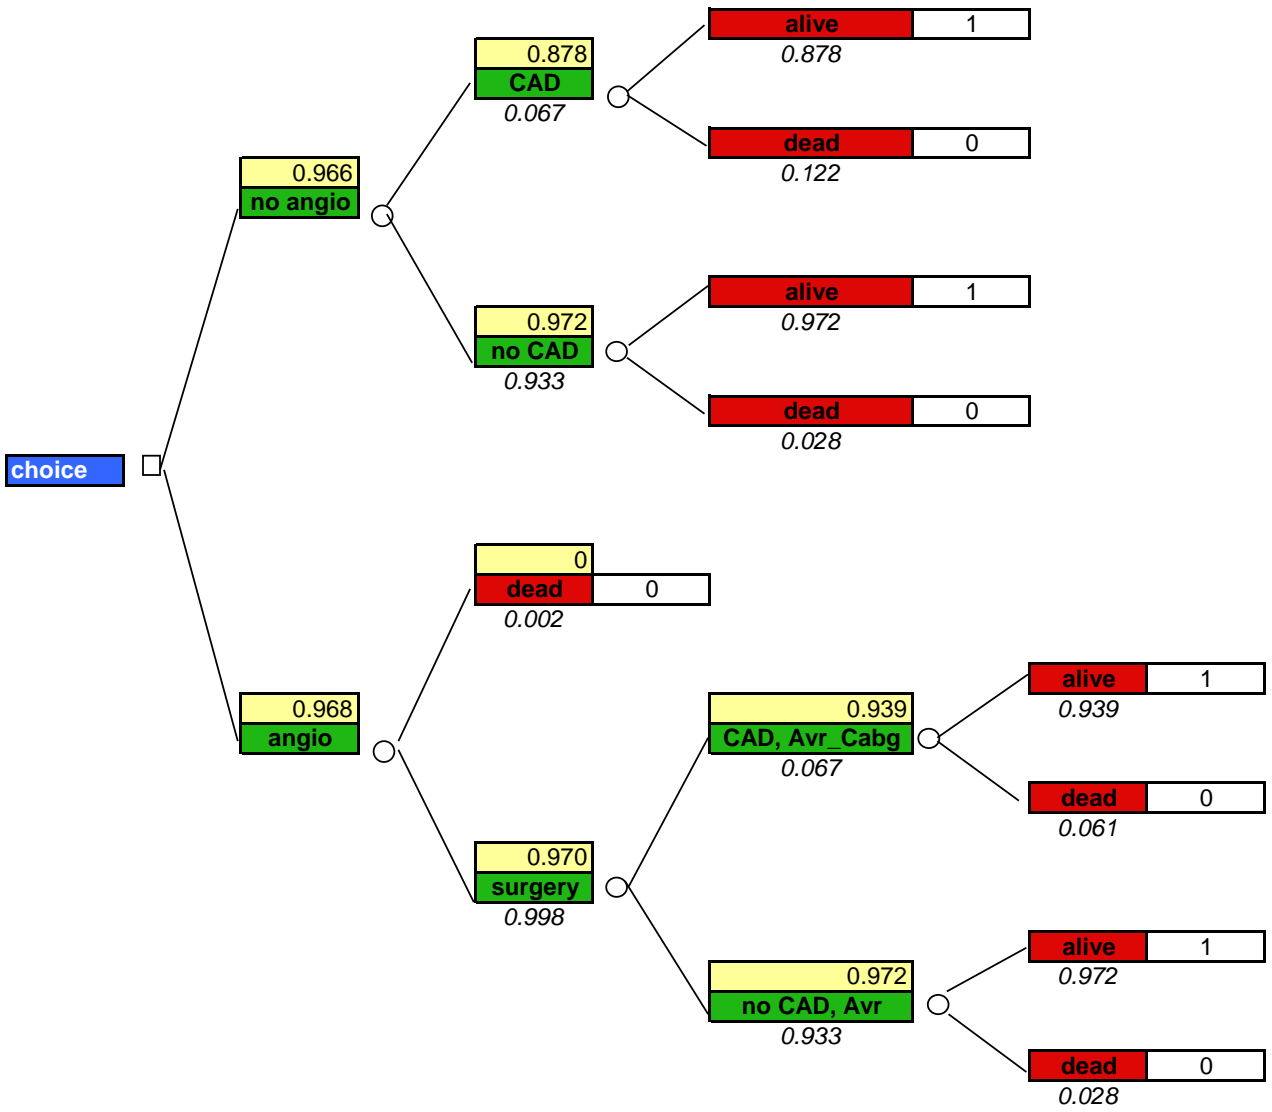 alive 1
0.878
0.878
CAD
0.067
dead 0
0.122
0.966
no angio
alive 1
0.972
0.972
no CAD
0.933
dead 0
0.028
choice
0
dead 0
0.002
0.968
angio
alive 1
0.939
0.939
CAD, Avr_Cabg
0.067
dead 0
0.061
0.970
surgery
0.998
alive 1
0.972
0.972
no CAD, Avr
0.933
dead 0
0.028